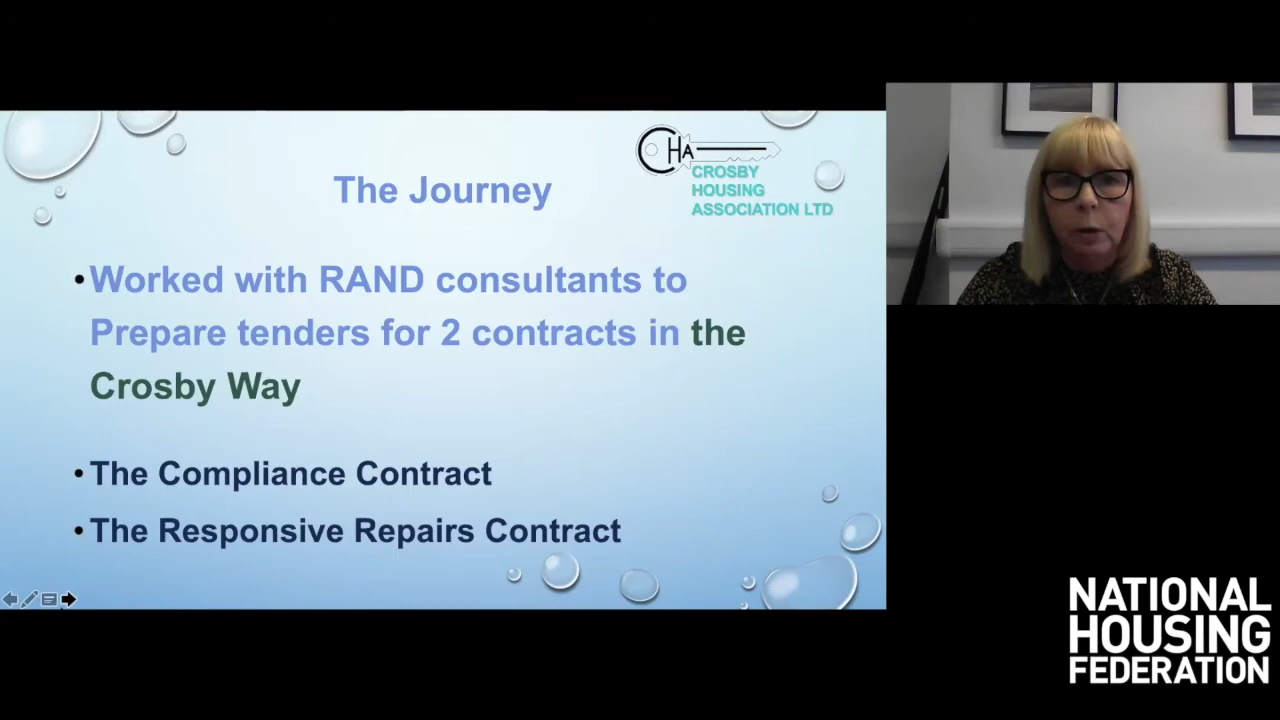 CHA
CROSBY
HOUSING
ASSOCIATION LTD
The Journey
•Worked with RAND consultants to
Prepare tenders for 2 contracts in the
Crosby Way
•The Compliance Contract
•The Responsive Repairs Contract
NATIONAL
HOUSING
FEDERATION